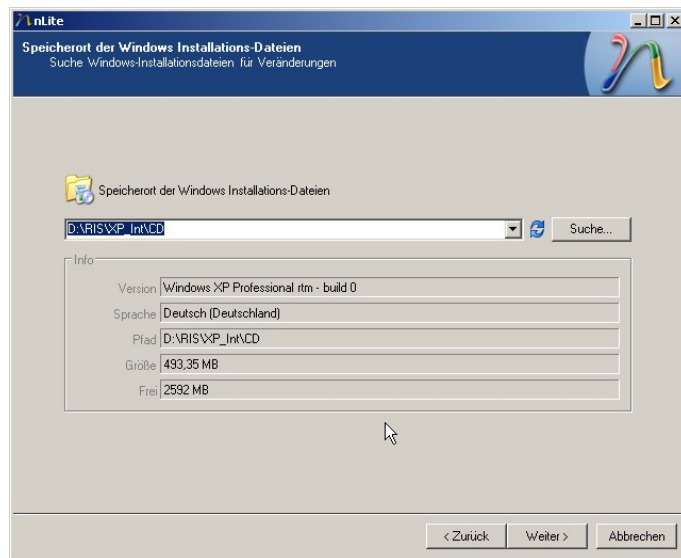 nLite
Speicherort der Windows Installations-Dateien
Suche Windows-Installationsdateien für Veränderungen
Speicherort der Windows Installations-Dateien
D:\RIS\XP_Int\CD
Suche...
Info
Version Windows XP Professional rtm - build 0
Sprache Deutsch (Deutschland)
Pfad D:\RIS\XP_Int\CD
Größe 493,35 MB
Frei 2592 MB
< Zurück Weiter > Abbrechen